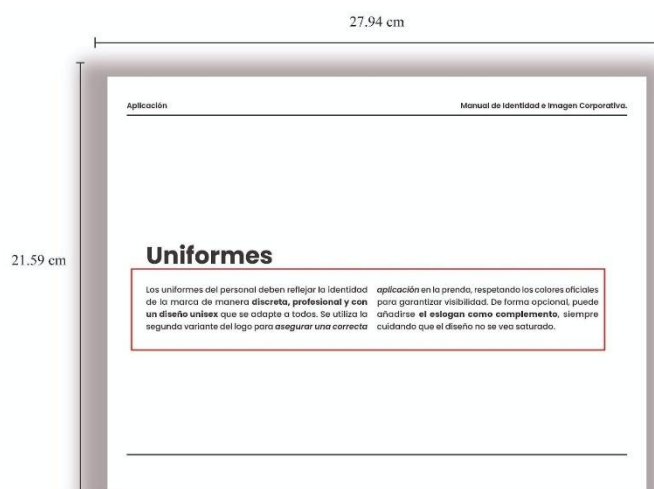 27.94 cm
21.59 cm
Aplicación
Manual de Identidad e Imagen Corporativa.
Uniformes
Los uniformes del personal deben reflejar la identidad
de la marca de manera discreta, profesional y con
un diseño unisex que se adapte a todos. Se utiliza la
segunda variante del logo para asegurar una correcta
aplicación en la prenda, respetando los colores oficiales
para garantizar visibilidad. De forma opcional, puede
añadirse el eslogan como complemento, siempre
cuidando que el diseño no se vea saturado.